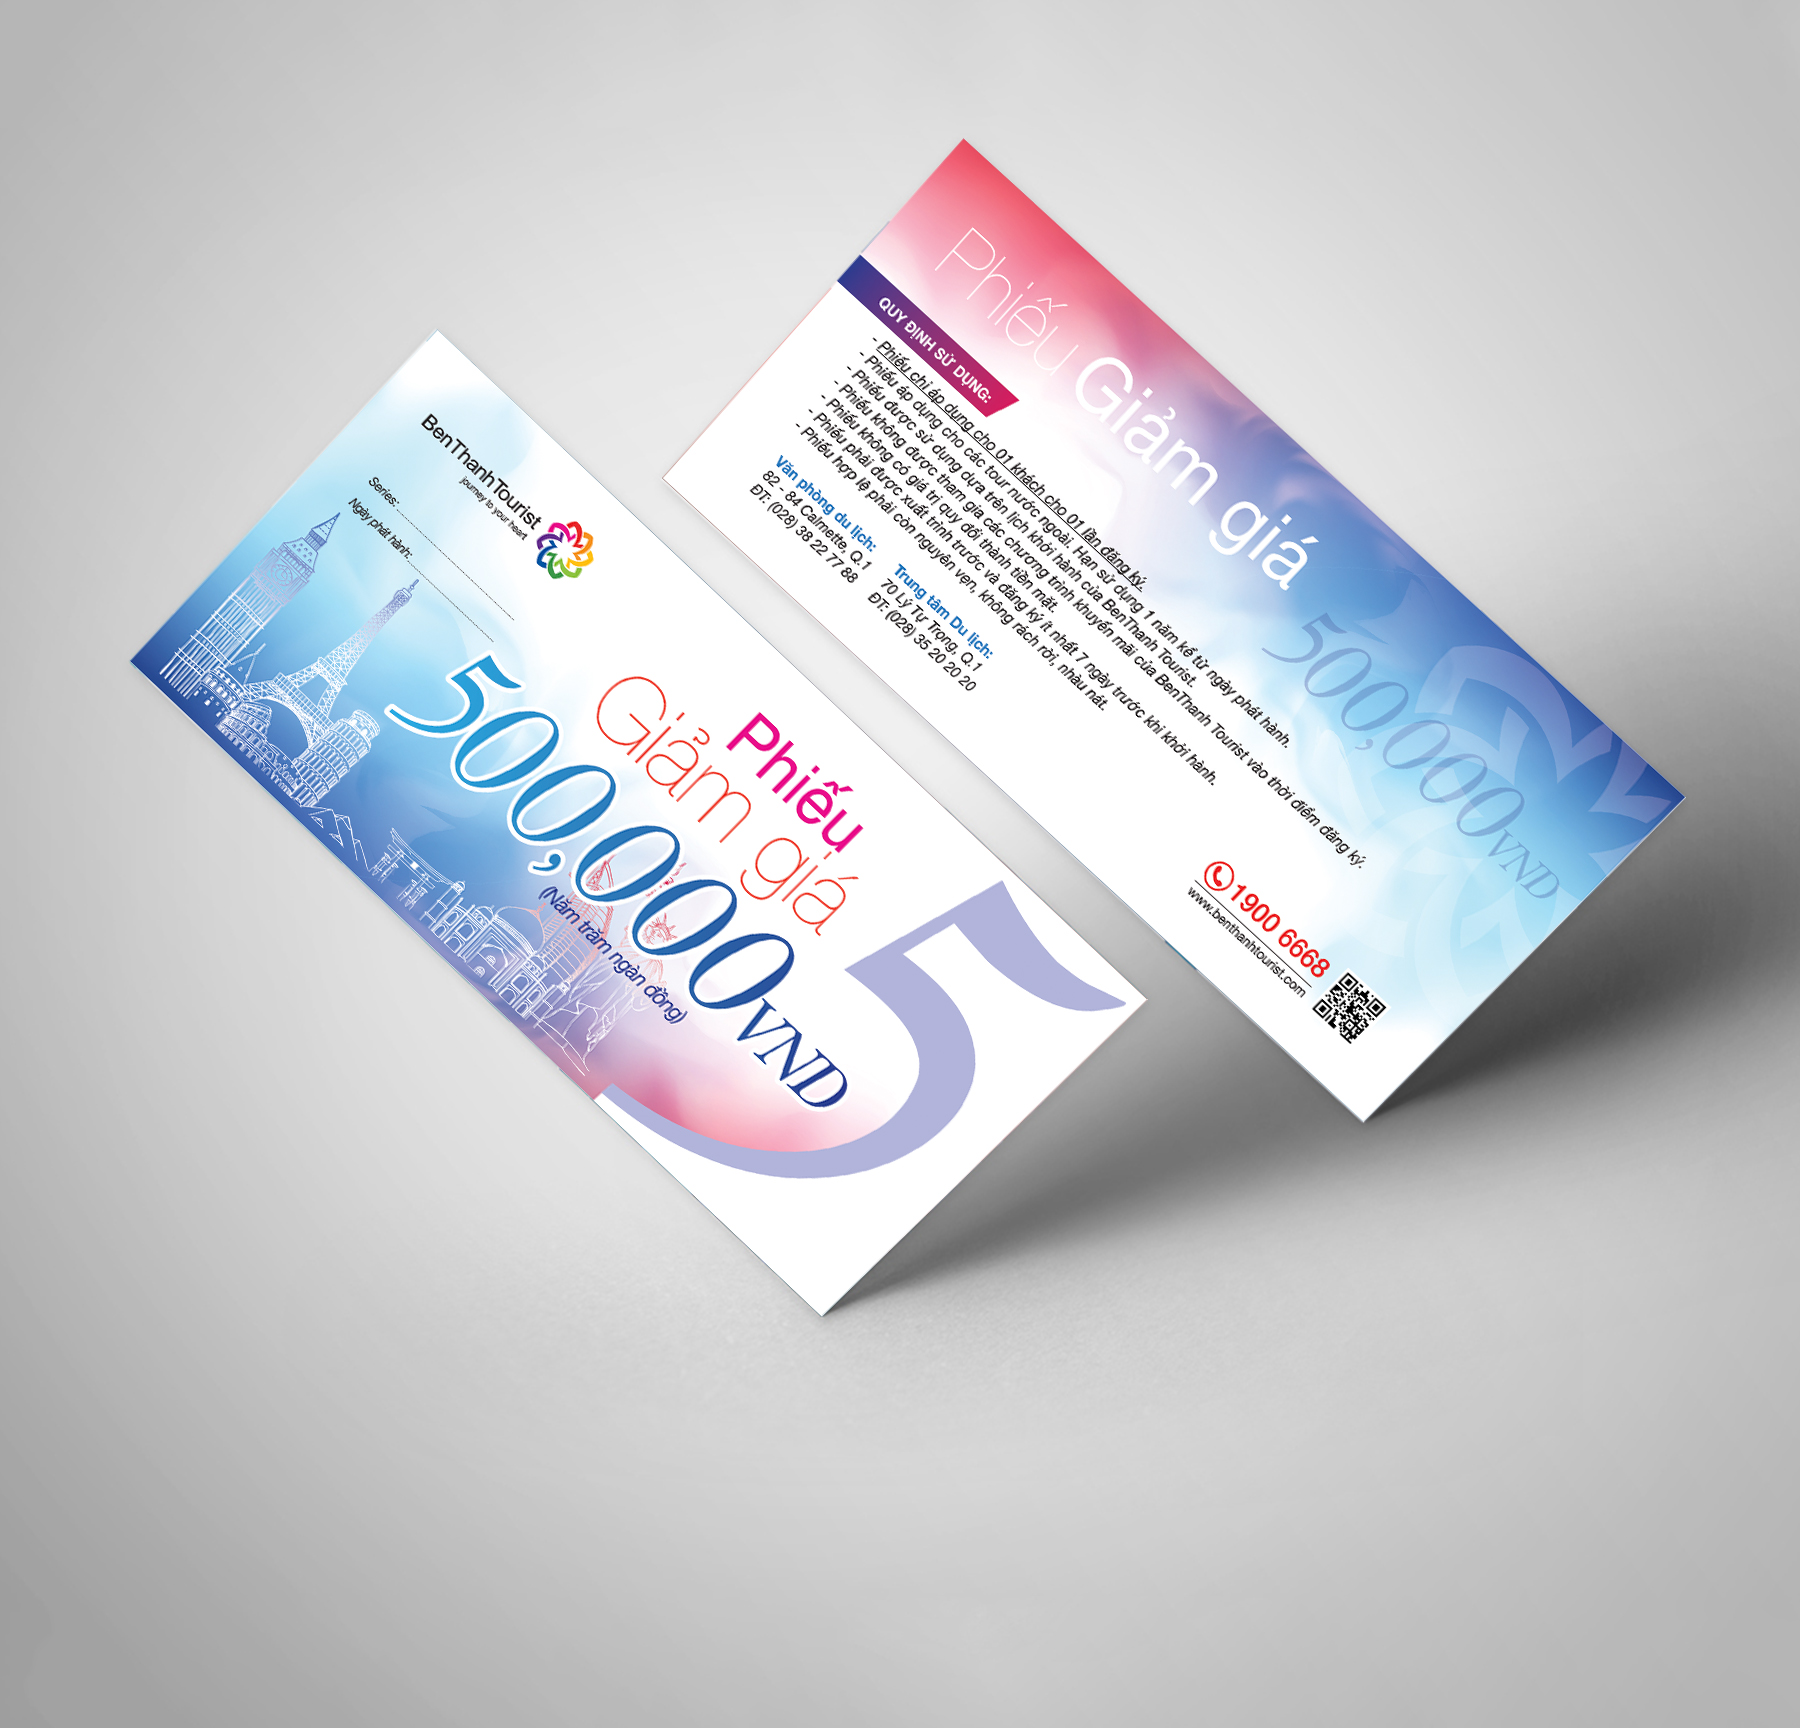 BenThanhTourist
journey to your heart
Series:
Ngày phát hành:
Phiếu
Giảm giá
500,000VND
(Năm trăm ngàn đồng)
5
Phiếu Giảm giá
500,000VND
QUY ĐỊNH SỬ DỤNG:
- Phiếu chỉ áp dụng cho 01 khách cho 01 lần đăng ký.
- Phiếu áp dụng cho các tour nước ngoài. Hạn sử dụng 1 năm kể từ ngày phát hành.
- Phiếu được sử dụng dựa trên lịch khởi hành của BenThanh Tourist.
- Phiếu không được tham gia các chương trình khuyến mãi của BenThanh Tourist vào thời điểm đăng ký.
- Phiếu không có giá trị quy đổi thành tiền mặt.
- Phiếu phải được xuất trình trước và đăng ký ít nhất 7 ngày trước khi khởi hành.
- Phiếu hợp lệ phải còn nguyên vẹn, không rách rời, nhàu nát.
Văn phòng du lịch:
82 - 84 Calmette, Q.1
ĐT: (028) 38 22 77 88
Trung tâm Du lịch:
70 Lý Tự Trọng, Q.1
ĐT: (028) 35 20 20 20
1900 6668
www.benthanhtourist.com